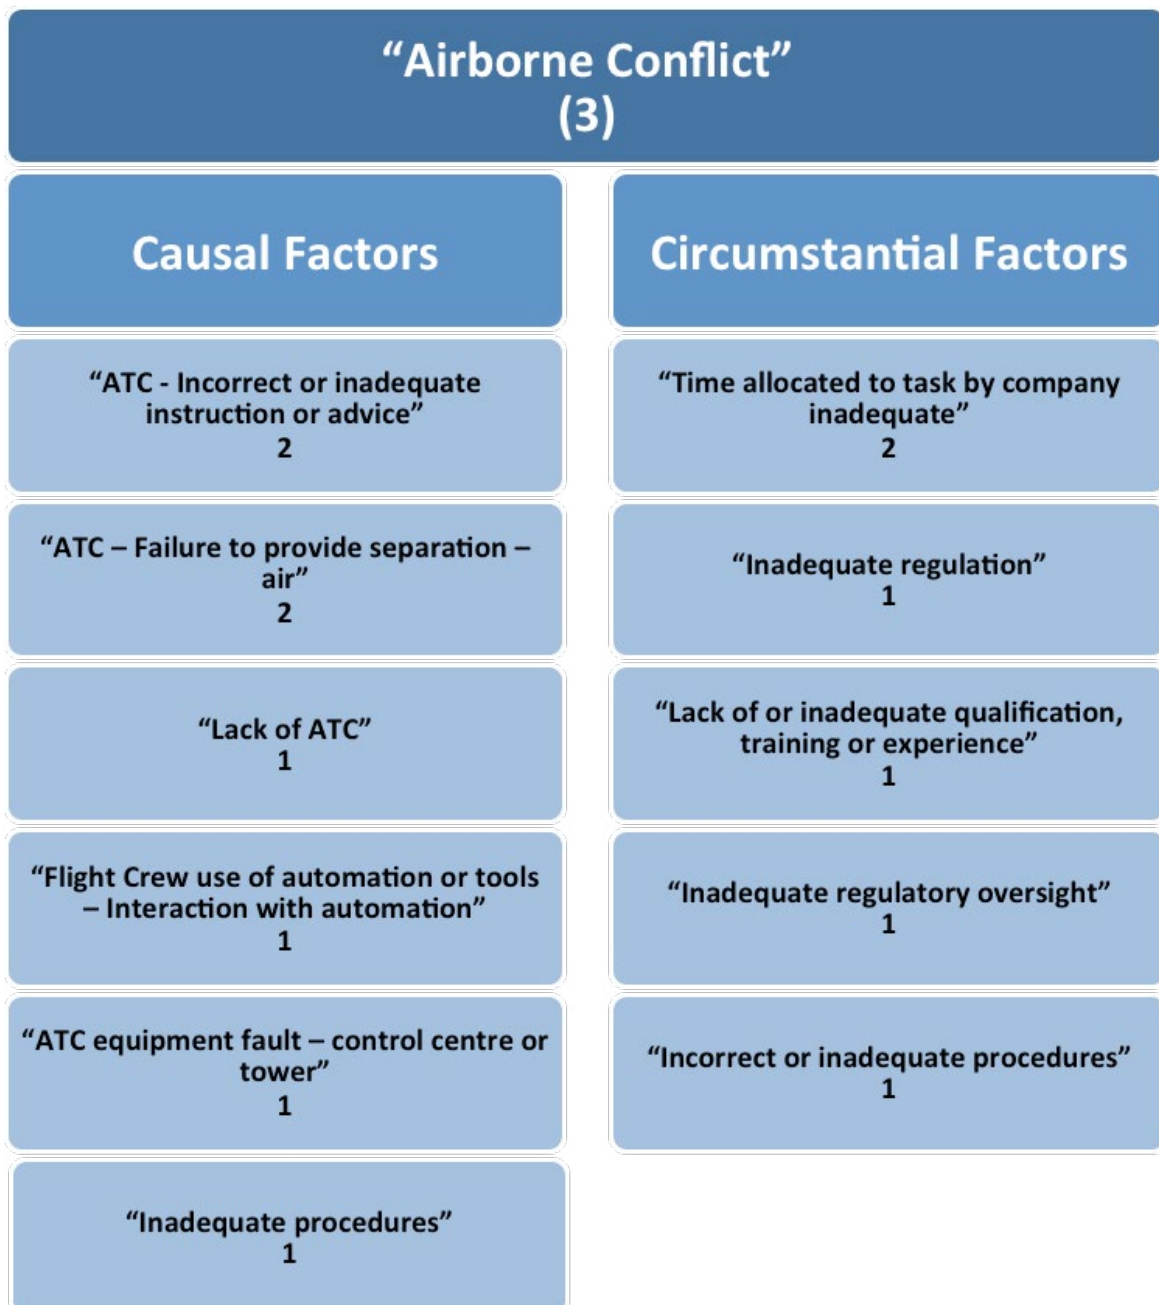 “Airborne Conflict”
(3)
Causal Factors
“ATC - Incorrect or inadequate
instruction or advice”
2
“ATC – Failure to provide separation –
air”
2
“Lack of ATC”
1
“Flight Crew use of automation or tools
– Interaction with automation”
1
“ATC equipment fault – control centre or
tower”
1
“Inadequate procedures”
1
Circumstantial Factors
“Time allocated to task by company
inadequate”
2
“Inadequate regulation”
1
“Lack of or inadequate qualification,
training or experience”
1
“Inadequate regulatory oversight”
1
“Incorrect or inadequate procedures”
1